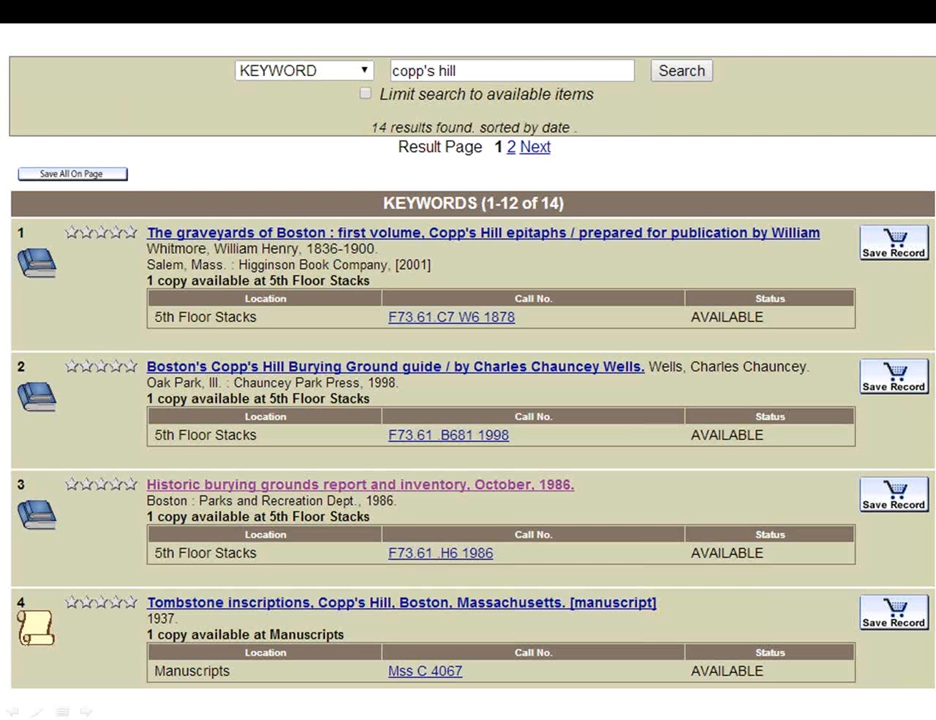 KEYWORD copp's hill Search
Limit search to available items
14 results found. sorted by date .
Result Page 1 2 Next
Save All On Page
KEYWORDS (1-12 of 14)
1 The graveyards of Boston : first volume, Copp's Hill epitaphs / prepared for publication by William
Whitmore, William Henry, 1836-1900.
Salem, Mass. : Higginson Book Company, [2001]
1 copy available at 5th Floor Stacks
Save Record
Location Call No. Status
5th Floor Stacks F73.61.C7 W6 1878 AVAILABLE
2 Boston's Copp's Hill Burying Ground guide / by Charles Chauncey Wells. Wells, Charles Chauncey.
Oak Park, Ill. : Chauncey Park Press, 1998.
1 copy available at 5th Floor Stacks
Save Record
Location Call No. Status
5th Floor Stacks F73.61 .B681 1998 AVAILABLE
3 Historic burying grounds report and inventory, October, 1986.
Boston : Parks and Recreation Dept., 1986.
1 copy available at 5th Floor Stacks
Save Record
Location Call No. Status
5th Floor Stacks F73.61 .H6 1986 AVAILABLE
4 Tombstone inscriptions, Copp's Hill, Boston, Massachusetts. [manuscript]
1937.
1 copy available at Manuscripts
Save Record
Location Call No. Status
Manuscripts Mss C 4067 AVAILABLE